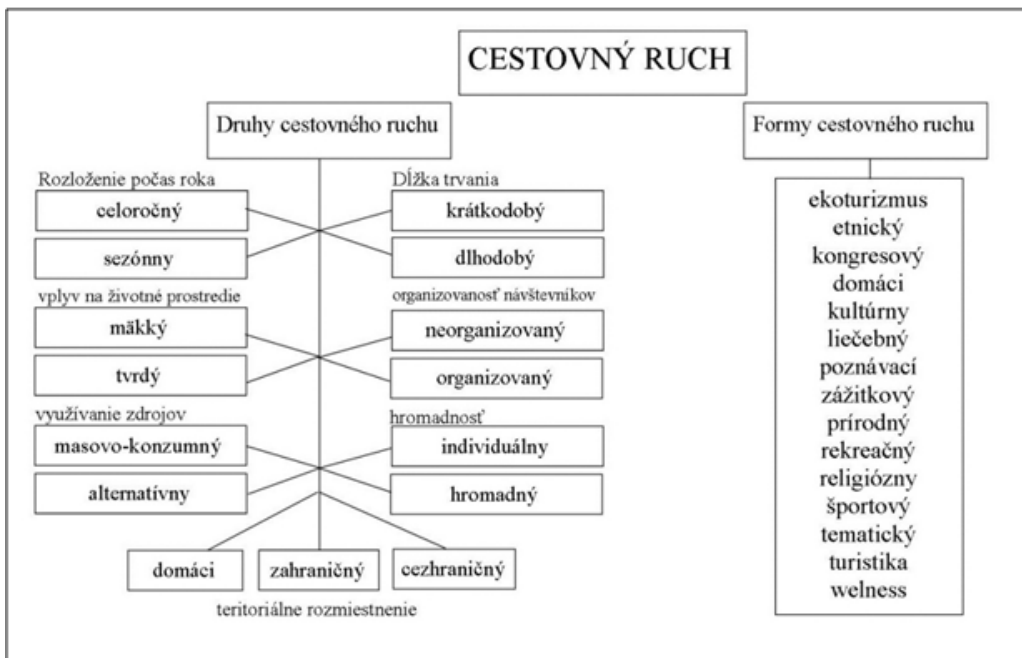 CESTOVNÝ RUCH
Druhy cestovného ruchu
Rozloženie počas roka
celoročný
sezónny
Dĺžka trvania
krátkodobý
dlhodobý
vplyv na životné prostredie
mäkký
tvrdý
organizovanosť návštevníkov
neorganizovaný
organizovaný
využívanie zdrojov
masovo-konzumný
alternatívny
hromadnosť
individuálny
hromadný
domáci
zahraničný
cezhraničný
teritoriálne rozmiestnenie
Formy cestovného ruchu
ekoturizmus
etnický
kongresový
domáci
kultúrny
liečebný
poznávací
zážitkový
prírodný
rekreačný
religiózny
športový
tematický
turistika
welness